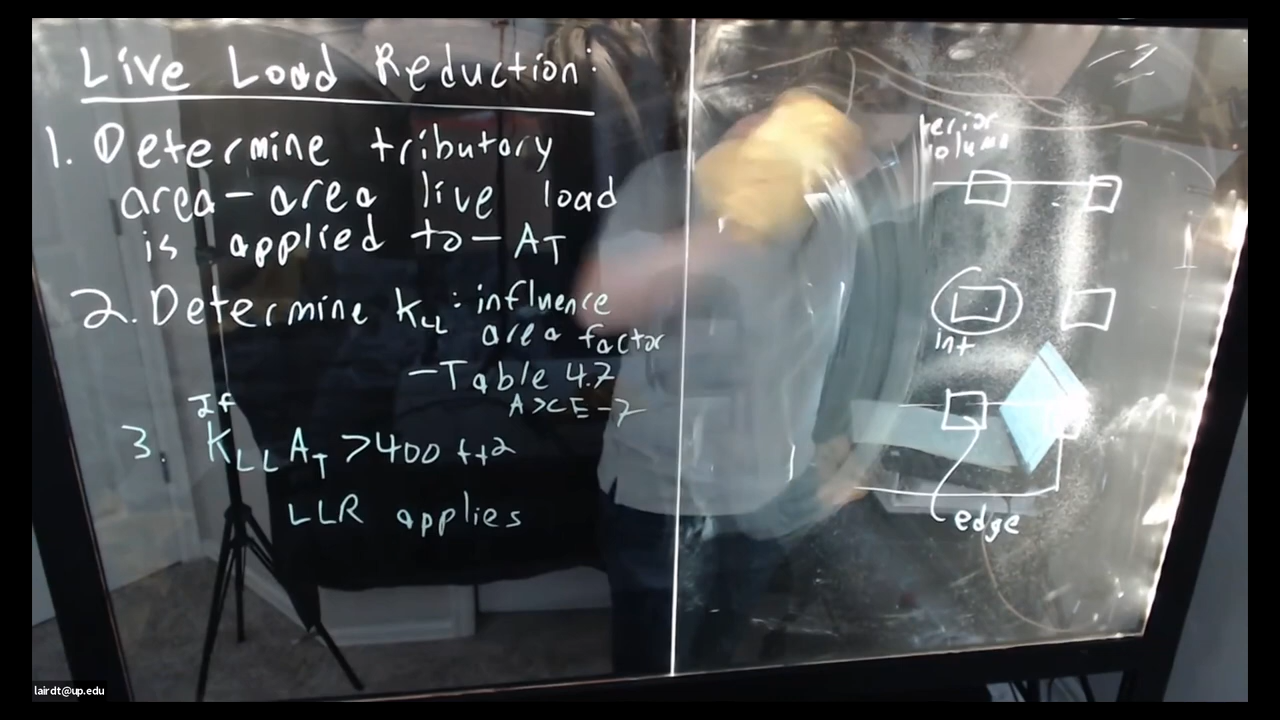 Live Load Reduction:
1. Determine tributary
area - area live load
is applied to - AT
2. Determine KLL: influence
area factor
- Table 4.7
ASCE-7
If
3. KLL AT > 400 ft2
LLR applies
int
edge
lairdt@up.edu